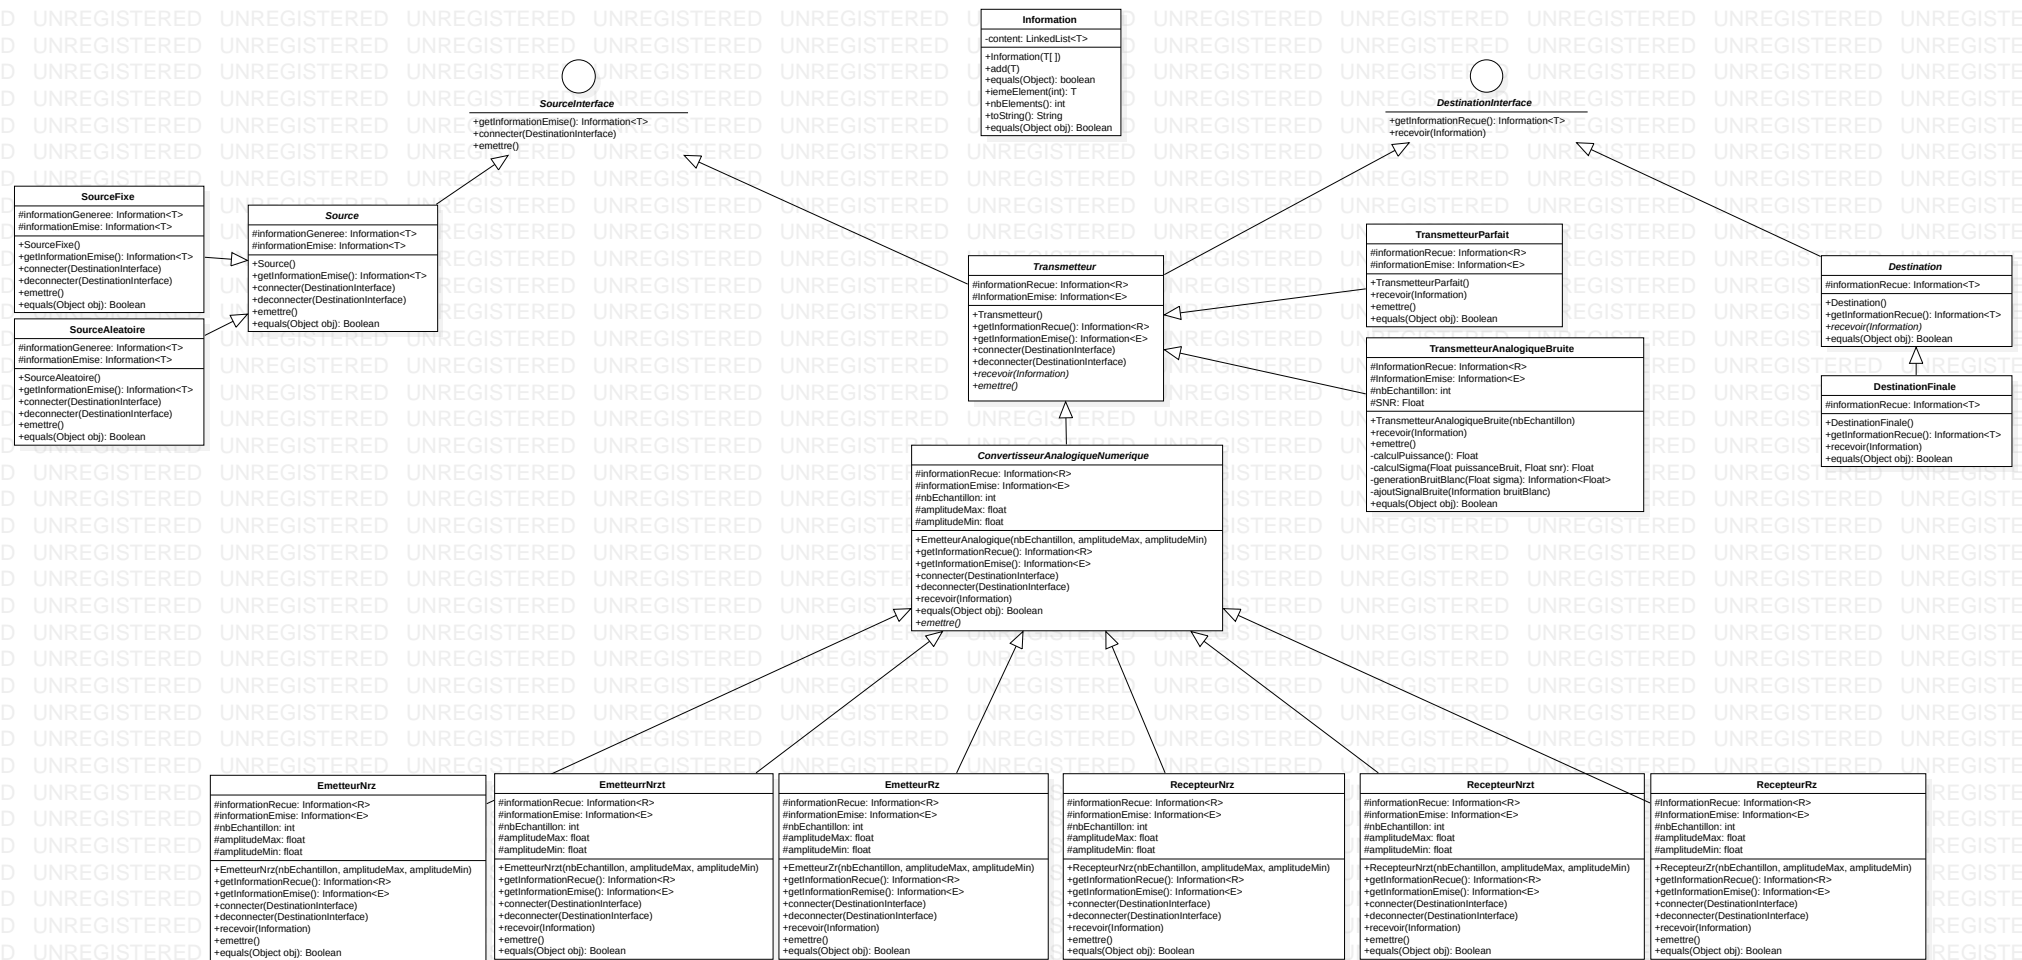 Information
-content: LinkedList<T>
+Information(T[ ])
+add(T)
+equals(Object): boolean
+iemeElement(int): T
+nbElements(): int
+toString(): String
+equals(Object obj): Boolean
SourceInterface
+getInformationEmise(): Information<T>
+connecter(DestinationInterface)
+emettre()
DestinationInterface
+getInformationRecue(): Information<T>
+recevoir(Information)
SourceFixe
#informationGeneree: Information<T>
#informationEmise: Information<T>
+SourceFixe()
+getInformationEmise(): Information<T>
+connecter(DestinationInterface)
+deconnecter(DestinationInterface)
+emettre()
+equals(Object obj): Boolean
Source
#informationGeneree: Information<T>
#informationEmise: Information<T>
+Source()
+getInformationEmise(): Information<T>
+connecter(DestinationInterface)
+deconnecter(DestinationInterface)
+emettre()
+equals(Object obj): Boolean
SourceAleatoire
#informationGeneree: Information<T>
#informationEmise: Information<T>
+SourceAleatoire()
+getInformationEmise(): Information<T>
+connecter(DestinationInterface)
+deconnecter(DestinationInterface)
+emettre()
+equals(Object obj): Boolean
Transmetteur
#informationRecue: Information<R>
#InformationEmise: Information<E>
+Transmetteur()
+getInformationRecue(): Information<R>
+getInformationEmise(): Information<E>
+connecter(DestinationInterface)
+deconnecter(DestinationInterface)
+recevoir(Information)
+emettre()
TransmetteurParfait
#informationRecue: Information<R>
#informationEmise: Information<E>
+TransmetteurParfait()
+recevoir(Information)
+emettre()
+equals(Object obj): Boolean
TransmetteurAnalogiqueBruite
#InformationRecue: Information<R>
#InformationEmise: Information<E>
#nbEchantillon: int
#SNR: Float
+TransmetteurAnalogiqueBruite(nbEchantillon)
+recevoir(Information)
+emettre()
-calculPuissance(): Float
-calculSigma(Float puissanceBruit, Float snr): Float
-generationBruitBlanc(Float sigma): Information<Float>
-ajoutSignalBruite(Information bruitBlanc)
+equals(Object obj): Boolean
Destination
#informationRecue: Information<T>
+Destination()
+getInformationRecue(): Information<T>
+recevoir(Information)
+equals(Object obj): Boolean
DestinationFinale
#informationRecue: Information<T>
+DestinationFinale()
+getInformationRecue(): Information<T>
+recevoir(Information)
+equals(Object obj): Boolean
ConvertisseurAnalogiqueNumerique
#informationRecue: Information<R>
#informationEmise: Information<E>
#nbEchantillon: int
#amplitudeMax: float
#amplitudeMin: float
+EmetteurAnalogique(nbEchantillon, amplitudeMax, amplitudeMin)
+getInformationRecue(): Information<R>
+getInformationEmise(): Information<E>
+connecter(DestinationInterface)
+deconnecter(DestinationInterface)
+recevoir(Information)
+equals(Object obj): Boolean
+emettre()
EmetteurNrz
#informationRecue: Information<R>
#informationEmise: Information<E>
#nbEchantillon: int
#amplitudeMax: float
#amplitudeMin: float
+EmetteurNrz(nbEchantillon, amplitudeMax, amplitudeMin)
+getInformationRecue(): Information<R>
+getInformationEmise(): Information<E>
+connecter(DestinationInterface)
+deconnecter(DestinationInterface)
+recevoir(Information)
+emettre()
+equals(Object obj): Boolean
EmetteurrNrzt
#informationRecue: Information<R>
#informationEmise: Information<E>
#nbEchantillon: int
#amplitudeMax: float
#amplitudeMin: float
+EmetteurNrzt(nbEchantillon, amplitudeMax, amplitudeMin)
+getInformationRecue(): Information<R>
+getInformationEmise(): Information<E>
+connecter(DestinationInterface)
+deconnecter(DestinationInterface)
+recevoir(Information)
+emettre()
+equals(Object obj): Boolean
EmetteurRz
#informationRecue: Information<R>
#informationEmise: Information<E>
#nbEchantillon: int
#amplitudeMax: float
#amplitudeMin: float
+EmetteurZr(nbEchantillon, amplitudeMax, amplitudeMin)
+getInformationRecue(): Information<R>
+getInformationRemise(): Information<E>
+connecter(DestinationInterface)
+deconnecter(DestinationInterface)
+recevoir(Information)
+emettre()
+equals(Object obj): Boolean
RecepteurNrz
#informationRecue: Information<R>
#informationEmise: Information<E>
#nbEchantillon: int
#amplitudeMax: float
#amplitudeMin: float
+RecepteurNrz(nbEchantillon, amplitudeMax, amplitudeMin)
+getInformationRecue(): Information<R>
+getInformationEmise(): Information<E>
+connecter(DestinationInterface)
+deconnecter(DestinationInterface)
+recevoir(Information)
+emettre()
+equals(Object obj): Boolean
RecepteurNrzt
#informationRecue: Information<R>
#informationEmise: Information<E>
#nbEchantillon: int
#amplitudeMax: float
#amplitudeMin: float
+RecepteurNrzt(nbEchantillon, amplitudeMax, amplitudeMin)
+getInformationRecue(): Information<R>
+getInformationEmise(): Information<E>
+connecter(DestinationInterface)
+deconnecter(DestinationInterface)
+recevoir(Information)
+emettre()
+equals(Object obj): Boolean
RecepteurRz
#InformationRecue: Information<R>
#InformationEmise: Information<E>
#nbEchantillon: int
#amplitudeMax: float
#amplitudeMin: float
+RecepteurZr(nbEchantillon, amplitudeMax, amplitudeMin)
+getInformationRecue(): Information<R>
+getInformationEmise(): Information<E>
+connecter(DestinationInterface)
+deconnecter(DestinationInterface)
+recevoir(Information)
+emettre()
+equals(Object obj): Boolean
UNREGISTERED